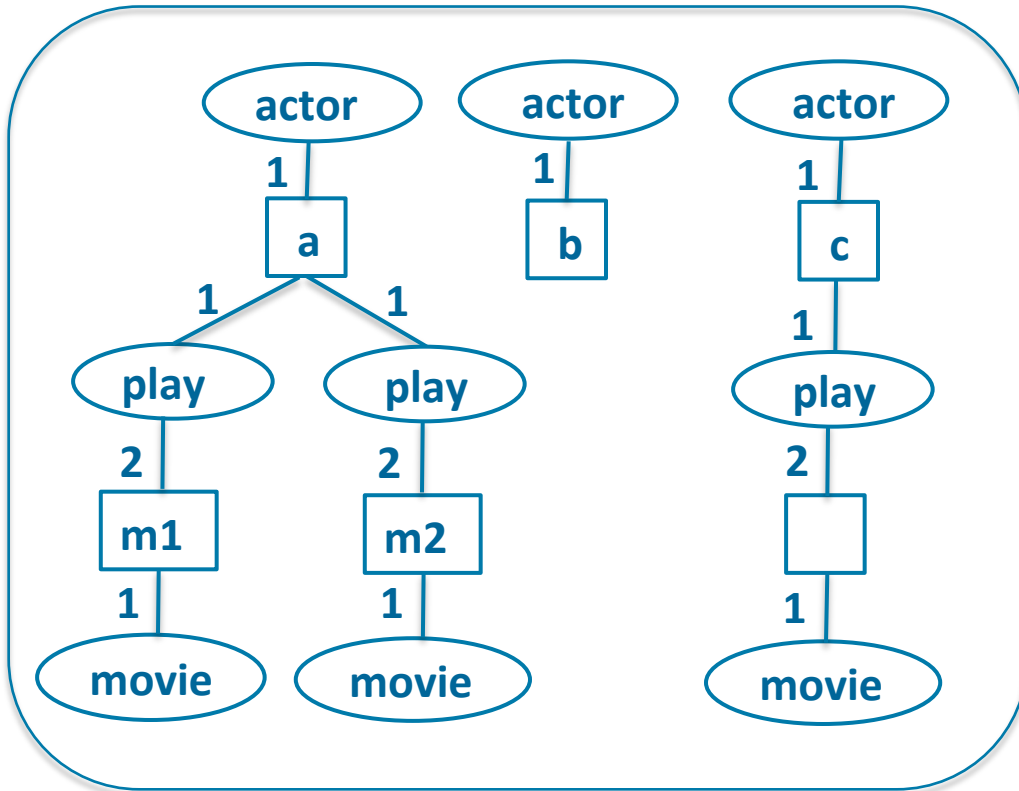 actor actor actor
1 1 1
a b c
1 1 1
play play play
2 2 2
m1 m2
1 1 1
movie movie movie